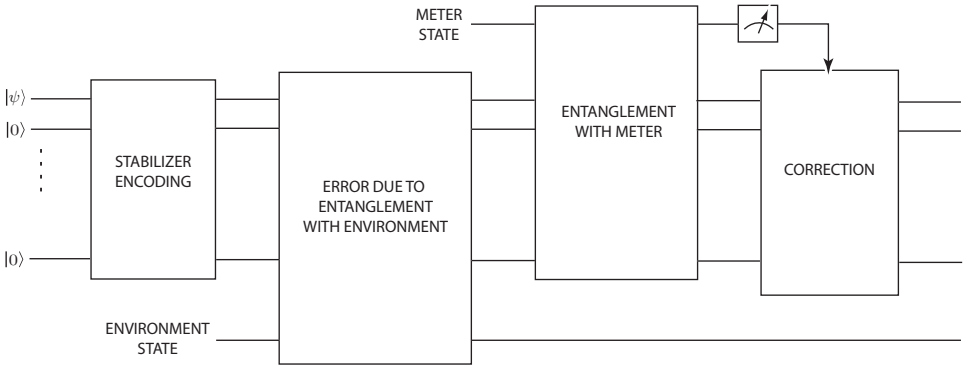 METER
STATE
|ψ⟩
|0⟩
|0⟩
STABILIZER
ENCODING
ERROR DUE TO
ENTANGLEMENT
WITH ENVIRONMENT
ENTANGLEMENT
WITH METER
CORRECTION
ENVIRONMENT
STATE